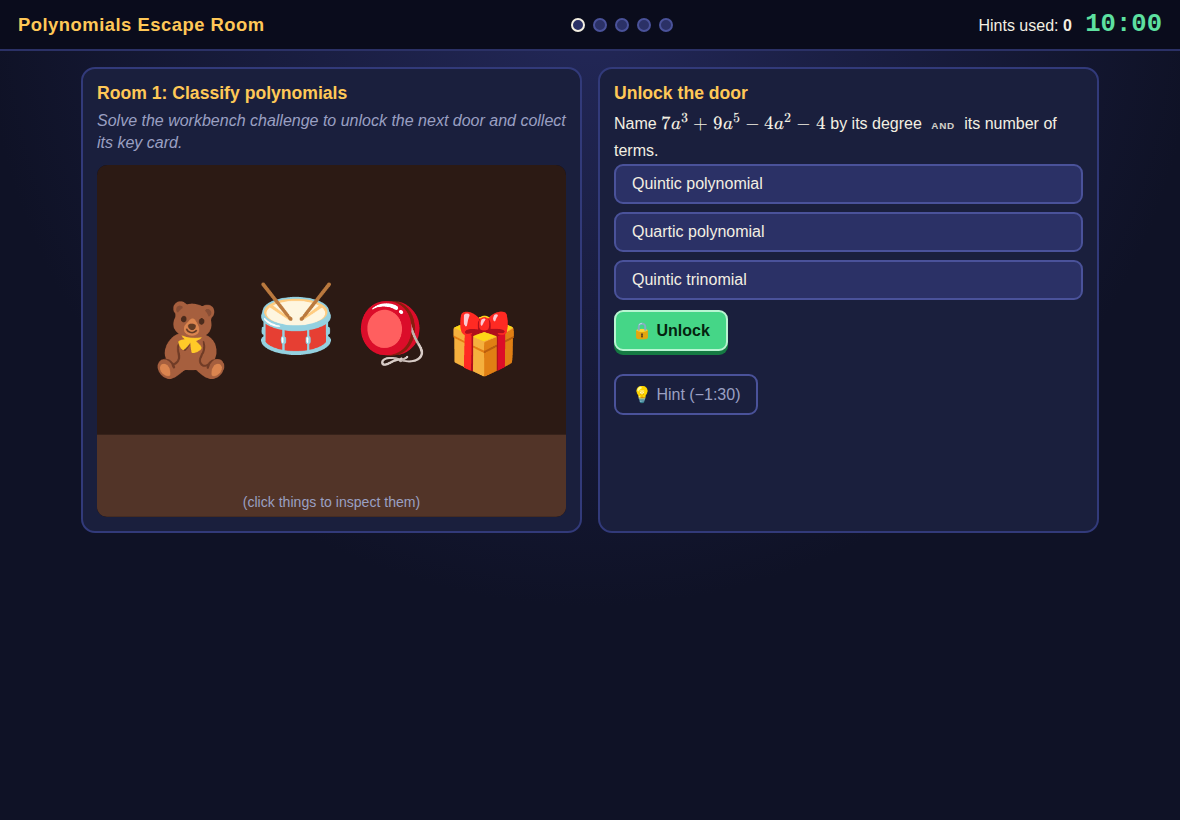 Polynomials Escape Room
Hints used: 0 10:00
Room 1: Classify polynomials
Solve the workbench challenge to unlock the next door and collect
its key card.
(click things to inspect them)
Unlock the door
Name 7a³ + 9a⁵ − 4a² − 4 by its degree AND its number of
terms.
Quintic polynomial
Quartic polynomial
Quintic trinomial
🔓 Unlock
💡 Hint (−1:30)